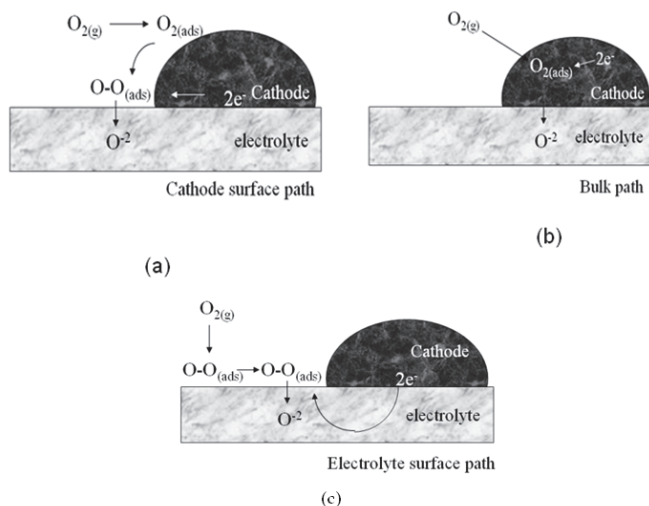 O2(g) O2(ads)
O-O(ads)
2e-
Cathode
electrolyte
O-2
Cathode surface path
(a)
O2(g)
O2(ads) 2e-
Cathode
electrolyte
O-2
Bulk path
(b)
O2(g)
O-O(ads) O-O(ads)
Cathode
2e-
electrolyte
O-2
Electrolyte surface path
(c)